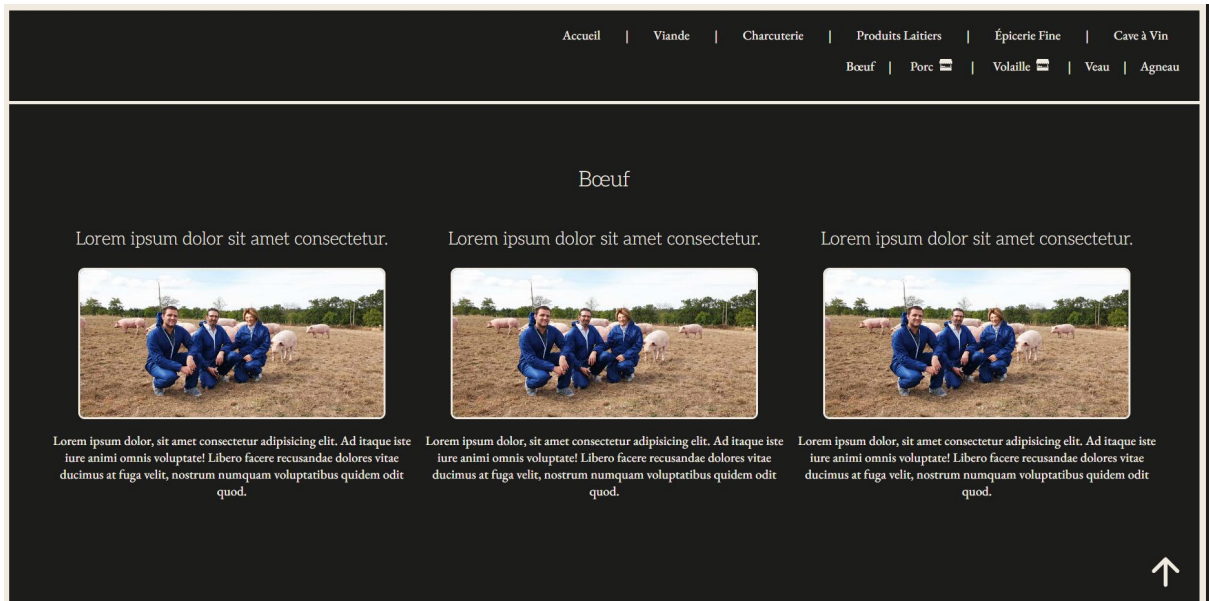 Accueil | Viande | Charcuterie | Produits Laitiers | Épicerie Fine | Cave à Vin
Bœuf | Porc | Volaille | Veau | Agneau
Bœuf
Lorem ipsum dolor sit amet consectetur.
Lorem ipsum dolor, sit amet consectetur adipisicing elit. Ad itaque iste
iure animi omnis voluptate! Libero facere recusandae dolores vitae
ducimus at fuga velit, nostrum numquam voluptatibus quidem odit
quod.
Lorem ipsum dolor sit amet consectetur.
Lorem ipsum dolor, sit amet consectetur adipisicing elit. Ad itaque iste
iure animi omnis voluptate! Libero facere recusandae dolores vitae
ducimus at fuga velit, nostrum numquam voluptatibus quidem odit
quod.
Lorem ipsum dolor sit amet consectetur.
Lorem ipsum dolor, sit amet consectetur adipisicing elit. Ad itaque iste
iure animi omnis voluptate! Libero facere recusandae dolores vitae
ducimus at fuga velit, nostrum numquam voluptatibus quidem odit
quod.